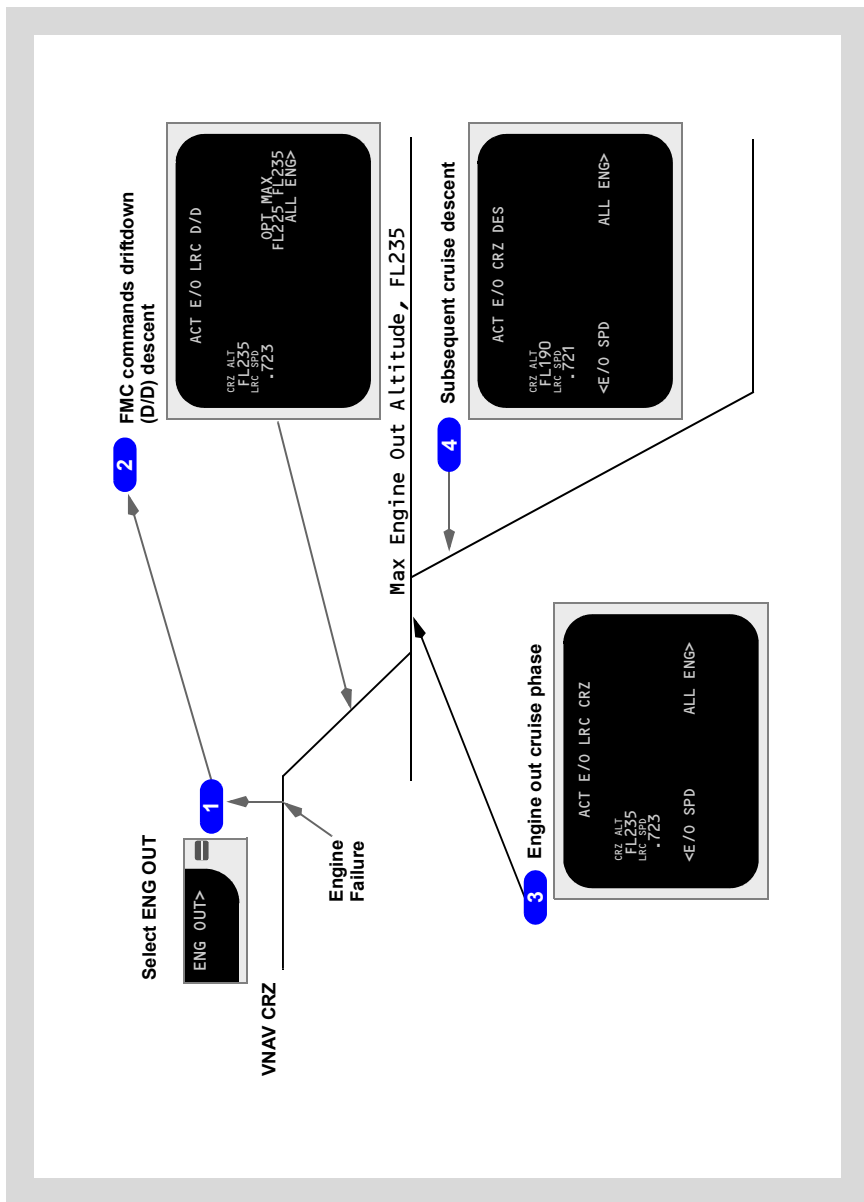 Select ENG OUT
ENG OUT>
VNAV CRZ
1
Engine
Failure
2
FMC commands driftdown
(D/D) descent
ACT E/O LRC D/D
CRZ ALT
FL235
LRC SPD
.723
OPT MAX
FL225 FL235
ALL ENG>
Max Engine Out Altitude, FL235
3
Engine out cruise phase
ACT E/O LRC CRZ
CRZ ALT
FL235
LRC SPD
.723
<E/O SPD ALL ENG>
4
Subsequent cruise descent
ACT E/O CRZ DES
CRZ ALT
FL190
LRC SPD
.721
<E/O SPD ALL ENG>